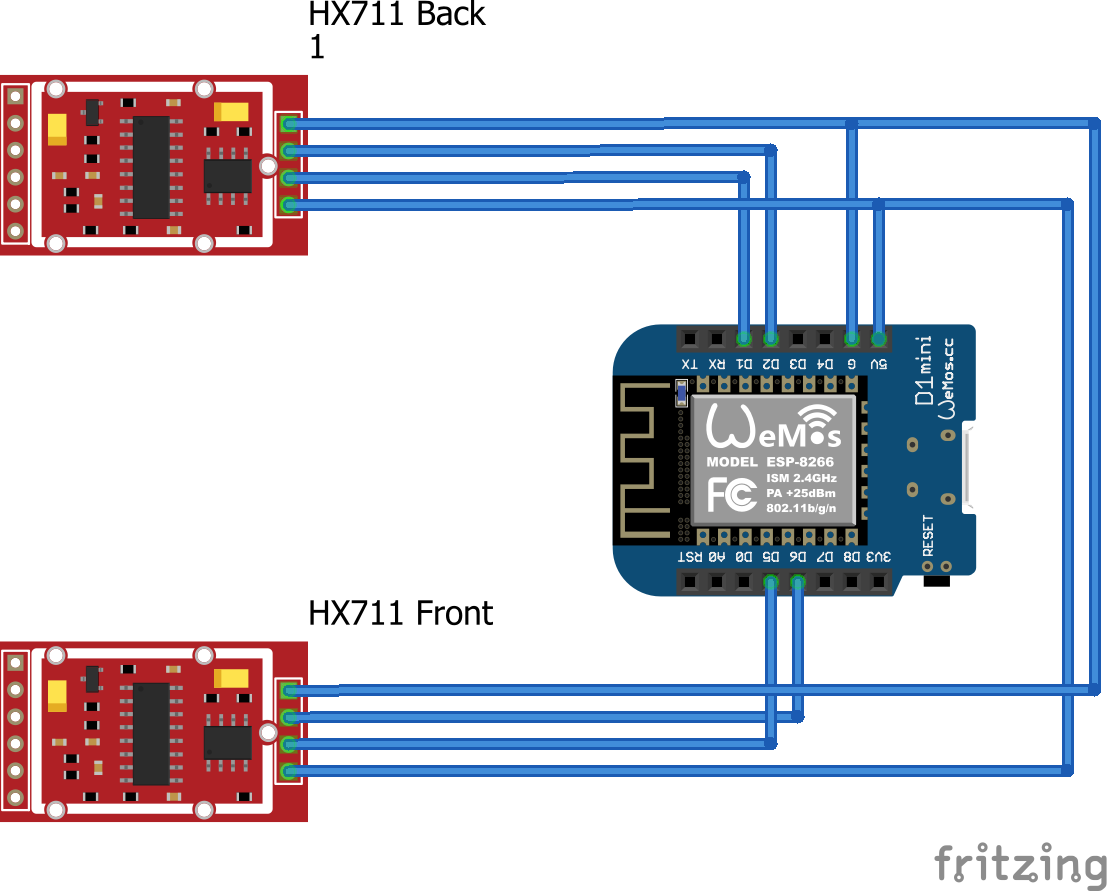 HX711 Back
1
TX RX D1 D2 D3 D4 G 5V
D1 mini
WeMos.cc
WeMos
MODEL ESP-8266
ISM 2.4GHz
PA +25dBm
802.11b/g/n
FC
RESET
RST A0 D0 D5 D6 D7 D8 3V3
HX711 Front
fritzing